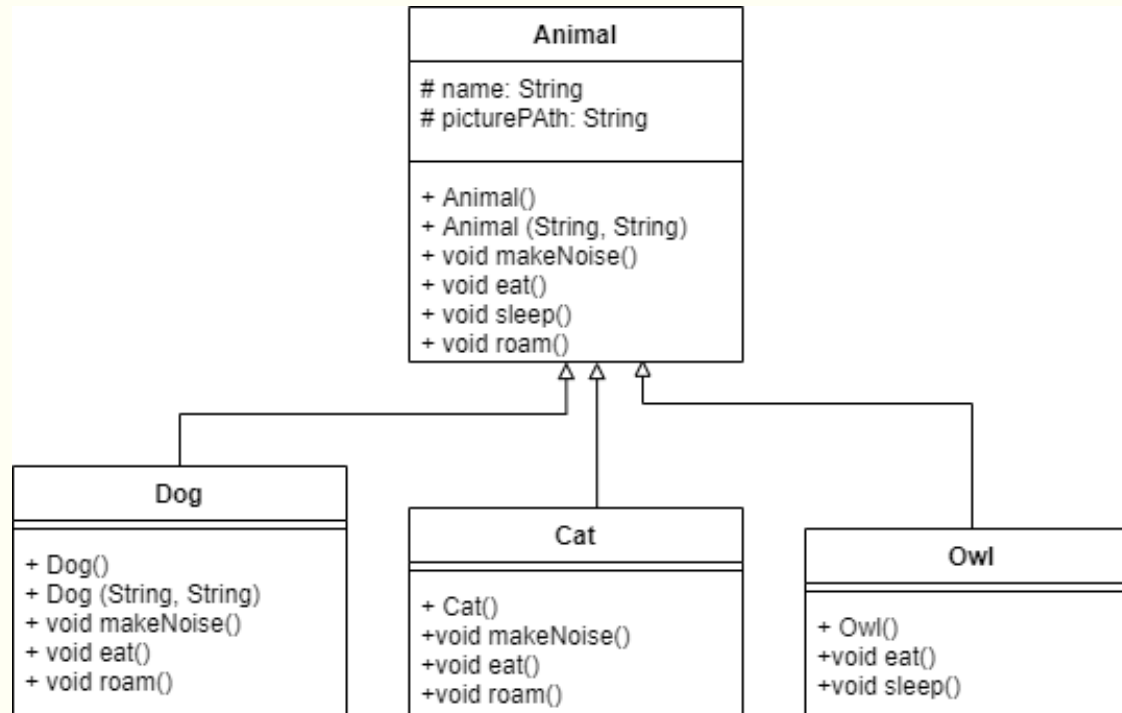 Animal
# name: String
# picturePAth: String
+ Animal()
+ Animal (String, String)
+ void makeNoise()
+ void eat()
+ void sleep()
+ void roam()
Dog
+ Dog()
+ Dog (String, String)
+ void makeNoise()
+ void eat()
+ void roam()
Cat
+ Cat()
+void makeNoise()
+void eat()
+void roam()
Owl
+ Owl()
+void eat()
+void sleep()